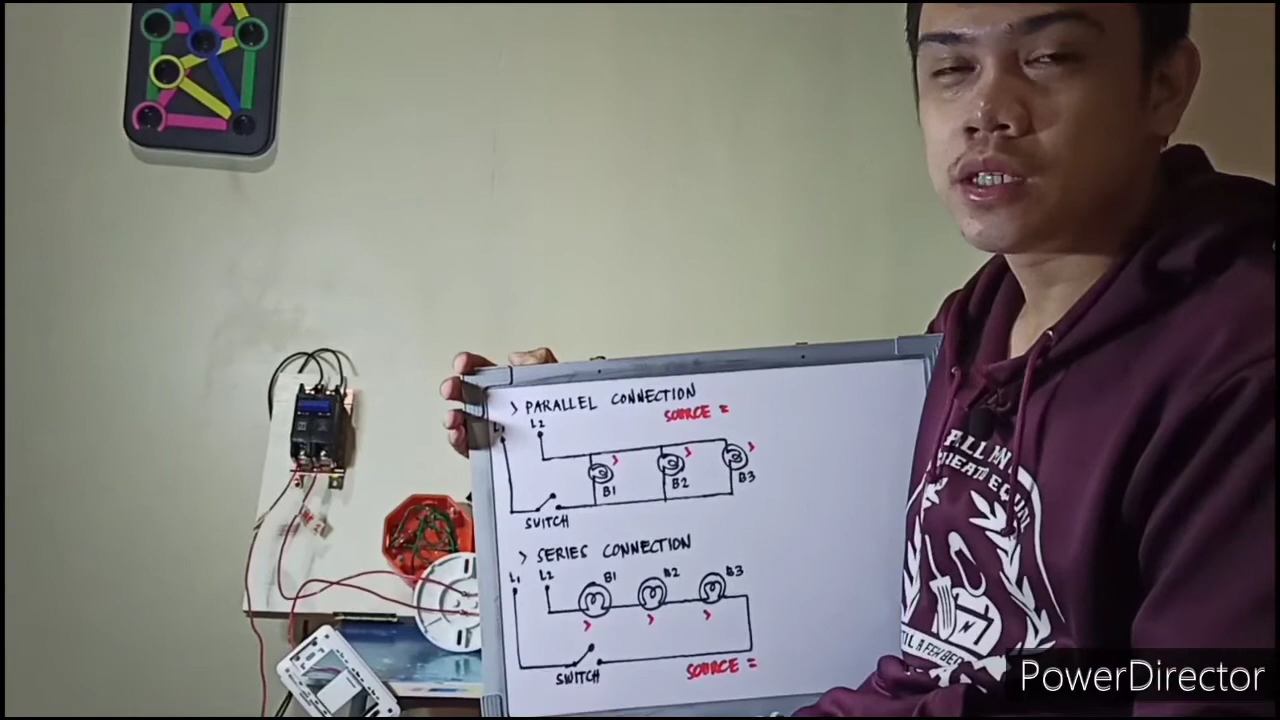 > PARALLEL CONNECTION
SOURCE =
L1 L2
B1 B2 B3
SWITCH
> SERIES CONNECTION
L1 L2
B1 B2 B3
SWITCH
SOURCE =
PowerDirector